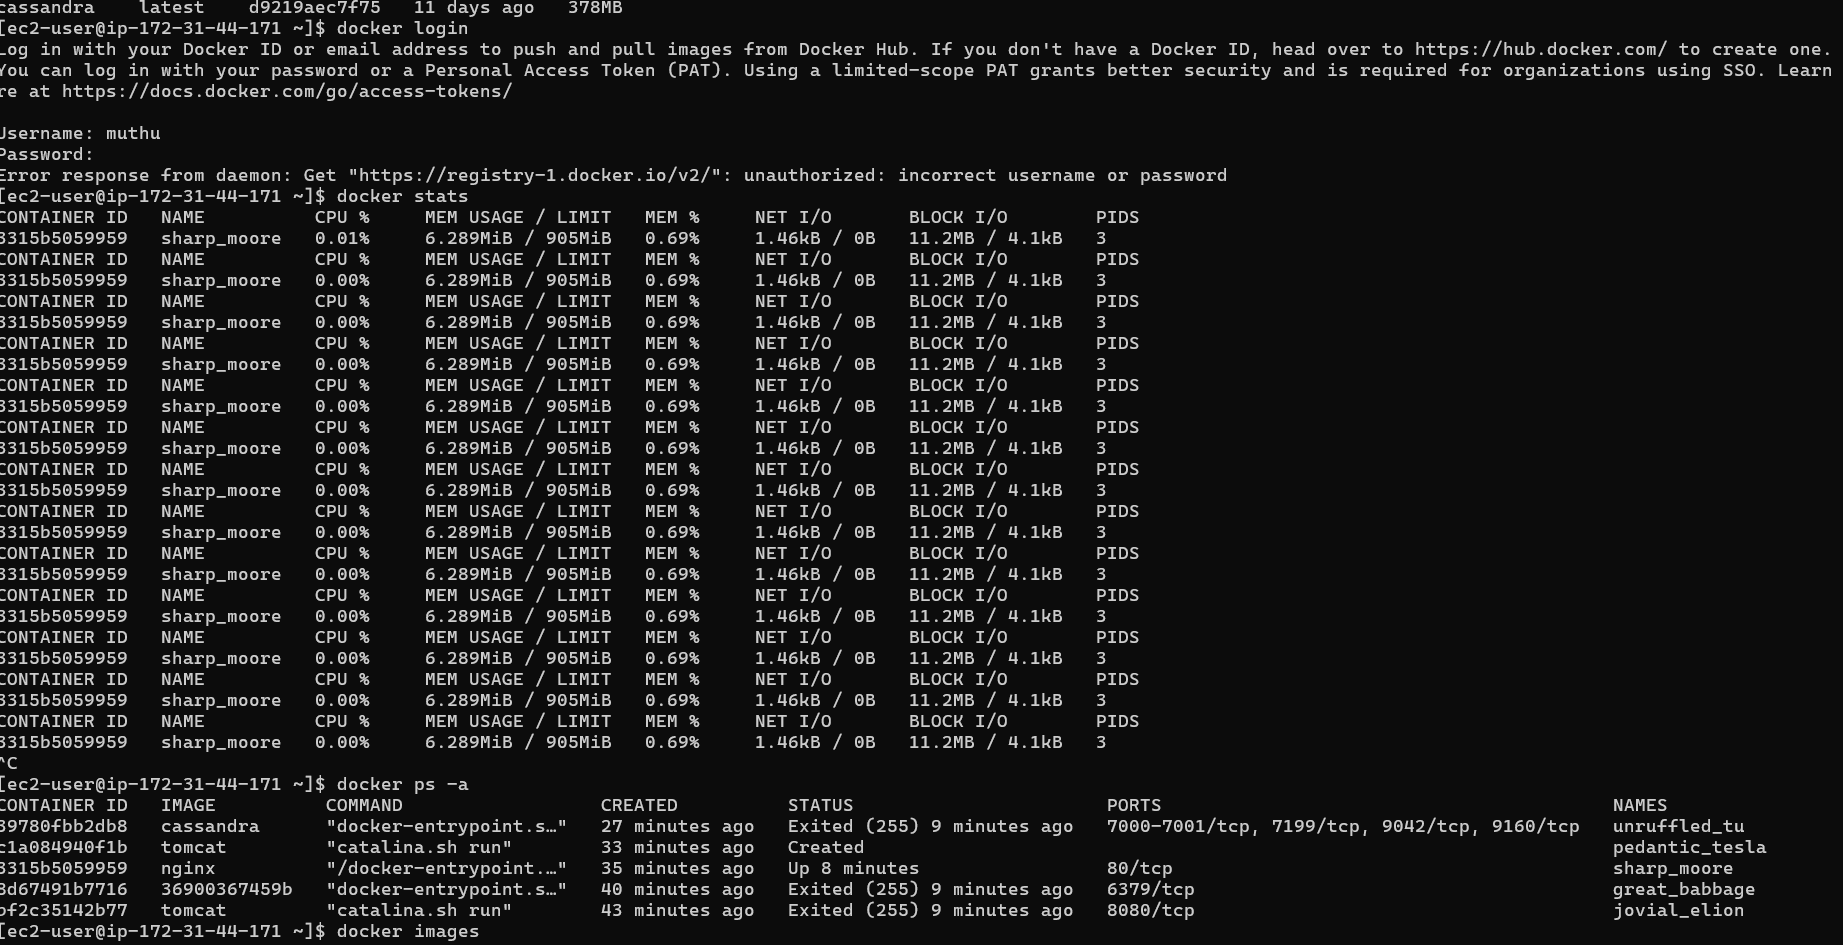 cassandra    latest    d9219aec7f75   11 days ago   378MB
[ec2-user@ip-172-31-44-171 ~]$ docker login
Log in with your Docker ID or email address to push and pull images from Docker Hub. If you don't have a Docker ID, head over to https://hub.docker.com/ to create one.
You can log in with your password or a Personal Access Token (PAT). Using a limited-scope PAT grants better security and is required for organizations using SSO. Learn
re at https://docs.docker.com/go/access-tokens/

Username: muthu
Password:
Error response from daemon: Get "https://registry-1.docker.io/v2/": unauthorized: incorrect username or password
[ec2-user@ip-172-31-44-171 ~]$ docker stats
CONTAINER ID   NAME          CPU %     MEM USAGE / LIMIT   MEM %     NET I/O       BLOCK I/O        PIDS
3315b5059959   sharp_moore   0.01%     6.289MiB / 905MiB   0.69%     1.46kB / 0B   11.2MB / 4.1kB   3
CONTAINER ID   NAME          CPU %     MEM USAGE / LIMIT   MEM %     NET I/O       BLOCK I/O        PIDS
3315b5059959   sharp_moore   0.00%     6.289MiB / 905MiB   0.69%     1.46kB / 0B   11.2MB / 4.1kB   3
CONTAINER ID   NAME          CPU %     MEM USAGE / LIMIT   MEM %     NET I/O       BLOCK I/O        PIDS
3315b5059959   sharp_moore   0.00%     6.289MiB / 905MiB   0.69%     1.46kB / 0B   11.2MB / 4.1kB   3
CONTAINER ID   NAME          CPU %     MEM USAGE / LIMIT   MEM %     NET I/O       BLOCK I/O        PIDS
3315b5059959   sharp_moore   0.00%     6.289MiB / 905MiB   0.69%     1.46kB / 0B   11.2MB / 4.1kB   3
CONTAINER ID   NAME          CPU %     MEM USAGE / LIMIT   MEM %     NET I/O       BLOCK I/O        PIDS
3315b5059959   sharp_moore   0.00%     6.289MiB / 905MiB   0.69%     1.46kB / 0B   11.2MB / 4.1kB   3
CONTAINER ID   NAME          CPU %     MEM USAGE / LIMIT   MEM %     NET I/O       BLOCK I/O        PIDS
3315b5059959   sharp_moore   0.00%     6.289MiB / 905MiB   0.69%     1.46kB / 0B   11.2MB / 4.1kB   3
CONTAINER ID   NAME          CPU %     MEM USAGE / LIMIT   MEM %     NET I/O       BLOCK I/O        PIDS
3315b5059959   sharp_moore   0.00%     6.289MiB / 905MiB   0.69%     1.46kB / 0B   11.2MB / 4.1kB   3
CONTAINER ID   NAME          CPU %     MEM USAGE / LIMIT   MEM %     NET I/O       BLOCK I/O        PIDS
3315b5059959   sharp_moore   0.00%     6.289MiB / 905MiB   0.69%     1.46kB / 0B   11.2MB / 4.1kB   3
CONTAINER ID   NAME          CPU %     MEM USAGE / LIMIT   MEM %     NET I/O       BLOCK I/O        PIDS
3315b5059959   sharp_moore   0.00%     6.289MiB / 905MiB   0.69%     1.46kB / 0B   11.2MB / 4.1kB   3
CONTAINER ID   NAME          CPU %     MEM USAGE / LIMIT   MEM %     NET I/O       BLOCK I/O        PIDS
3315b5059959   sharp_moore   0.00%     6.289MiB / 905MiB   0.69%     1.46kB / 0B   11.2MB / 4.1kB   3
CONTAINER ID   NAME          CPU %     MEM USAGE / LIMIT   MEM %     NET I/O       BLOCK I/O        PIDS
3315b5059959   sharp_moore   0.00%     6.289MiB / 905MiB   0.69%     1.46kB / 0B   11.2MB / 4.1kB   3
CONTAINER ID   NAME          CPU %     MEM USAGE / LIMIT   MEM %     NET I/O       BLOCK I/O        PIDS
3315b5059959   sharp_moore   0.00%     6.289MiB / 905MiB   0.69%     1.46kB / 0B   11.2MB / 4.1kB   3
CONTAINER ID   NAME          CPU %     MEM USAGE / LIMIT   MEM %     NET I/O       BLOCK I/O        PIDS
3315b5059959   sharp_moore   0.00%     6.289MiB / 905MiB   0.69%     1.46kB / 0B   11.2MB / 4.1kB   3
^C
[ec2-user@ip-172-31-44-171 ~]$ docker ps -a
CONTAINER ID   IMAGE          COMMAND                  CREATED          STATUS                       PORTS                                         NAMES
39780fbb2db8   cassandra      "docker-entrypoint.s…"   27 minutes ago   Exited (255) 9 minutes ago   7000-7001/tcp, 7199/tcp, 9042/tcp, 9160/tcp   unruffled_tu
c1a084940f1b   tomcat         "catalina.sh run"        33 minutes ago   Created                                                                    pedantic_tesla
3315b5059959   nginx          "/docker-entrypoint.…"   35 minutes ago   Up 8 minutes                 80/tcp                                        sharp_moore
3d67491b7716   36900367459b   "docker-entrypoint.s…"   40 minutes ago   Exited (255) 9 minutes ago   6379/tcp                                      great_babbage
bf2c35142b77   tomcat         "catalina.sh run"        43 minutes ago   Exited (255) 9 minutes ago   8080/tcp                                      jovial_elion
[ec2-user@ip-172-31-44-171 ~]$ docker images